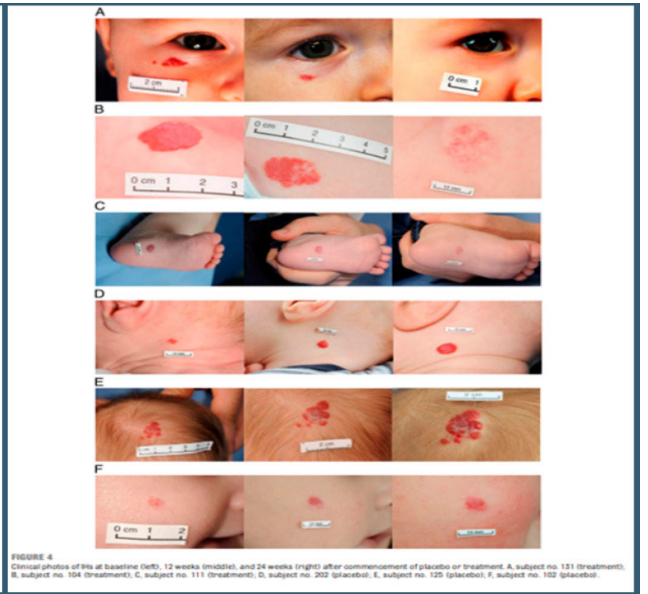 A
2 cm
0 cm 1
B
0 cm 1 2 3
0 cm 1 2 3 4 5
C
D
E
2 cm
F
0 cm 1 2
FIGURE 4
Clinical photos of IHs at baseline (left), 12 weeks (middle), and 24 weeks (right) after commencement of placebo or treatment. A, subject no. 131 (treatment);
B, subject no. 104 (treatment); C, subject no. 111 (treatment); D, subject no. 202 (placebo); E, subject no. 125 (placebo); F, subject no. 102 (placebo).